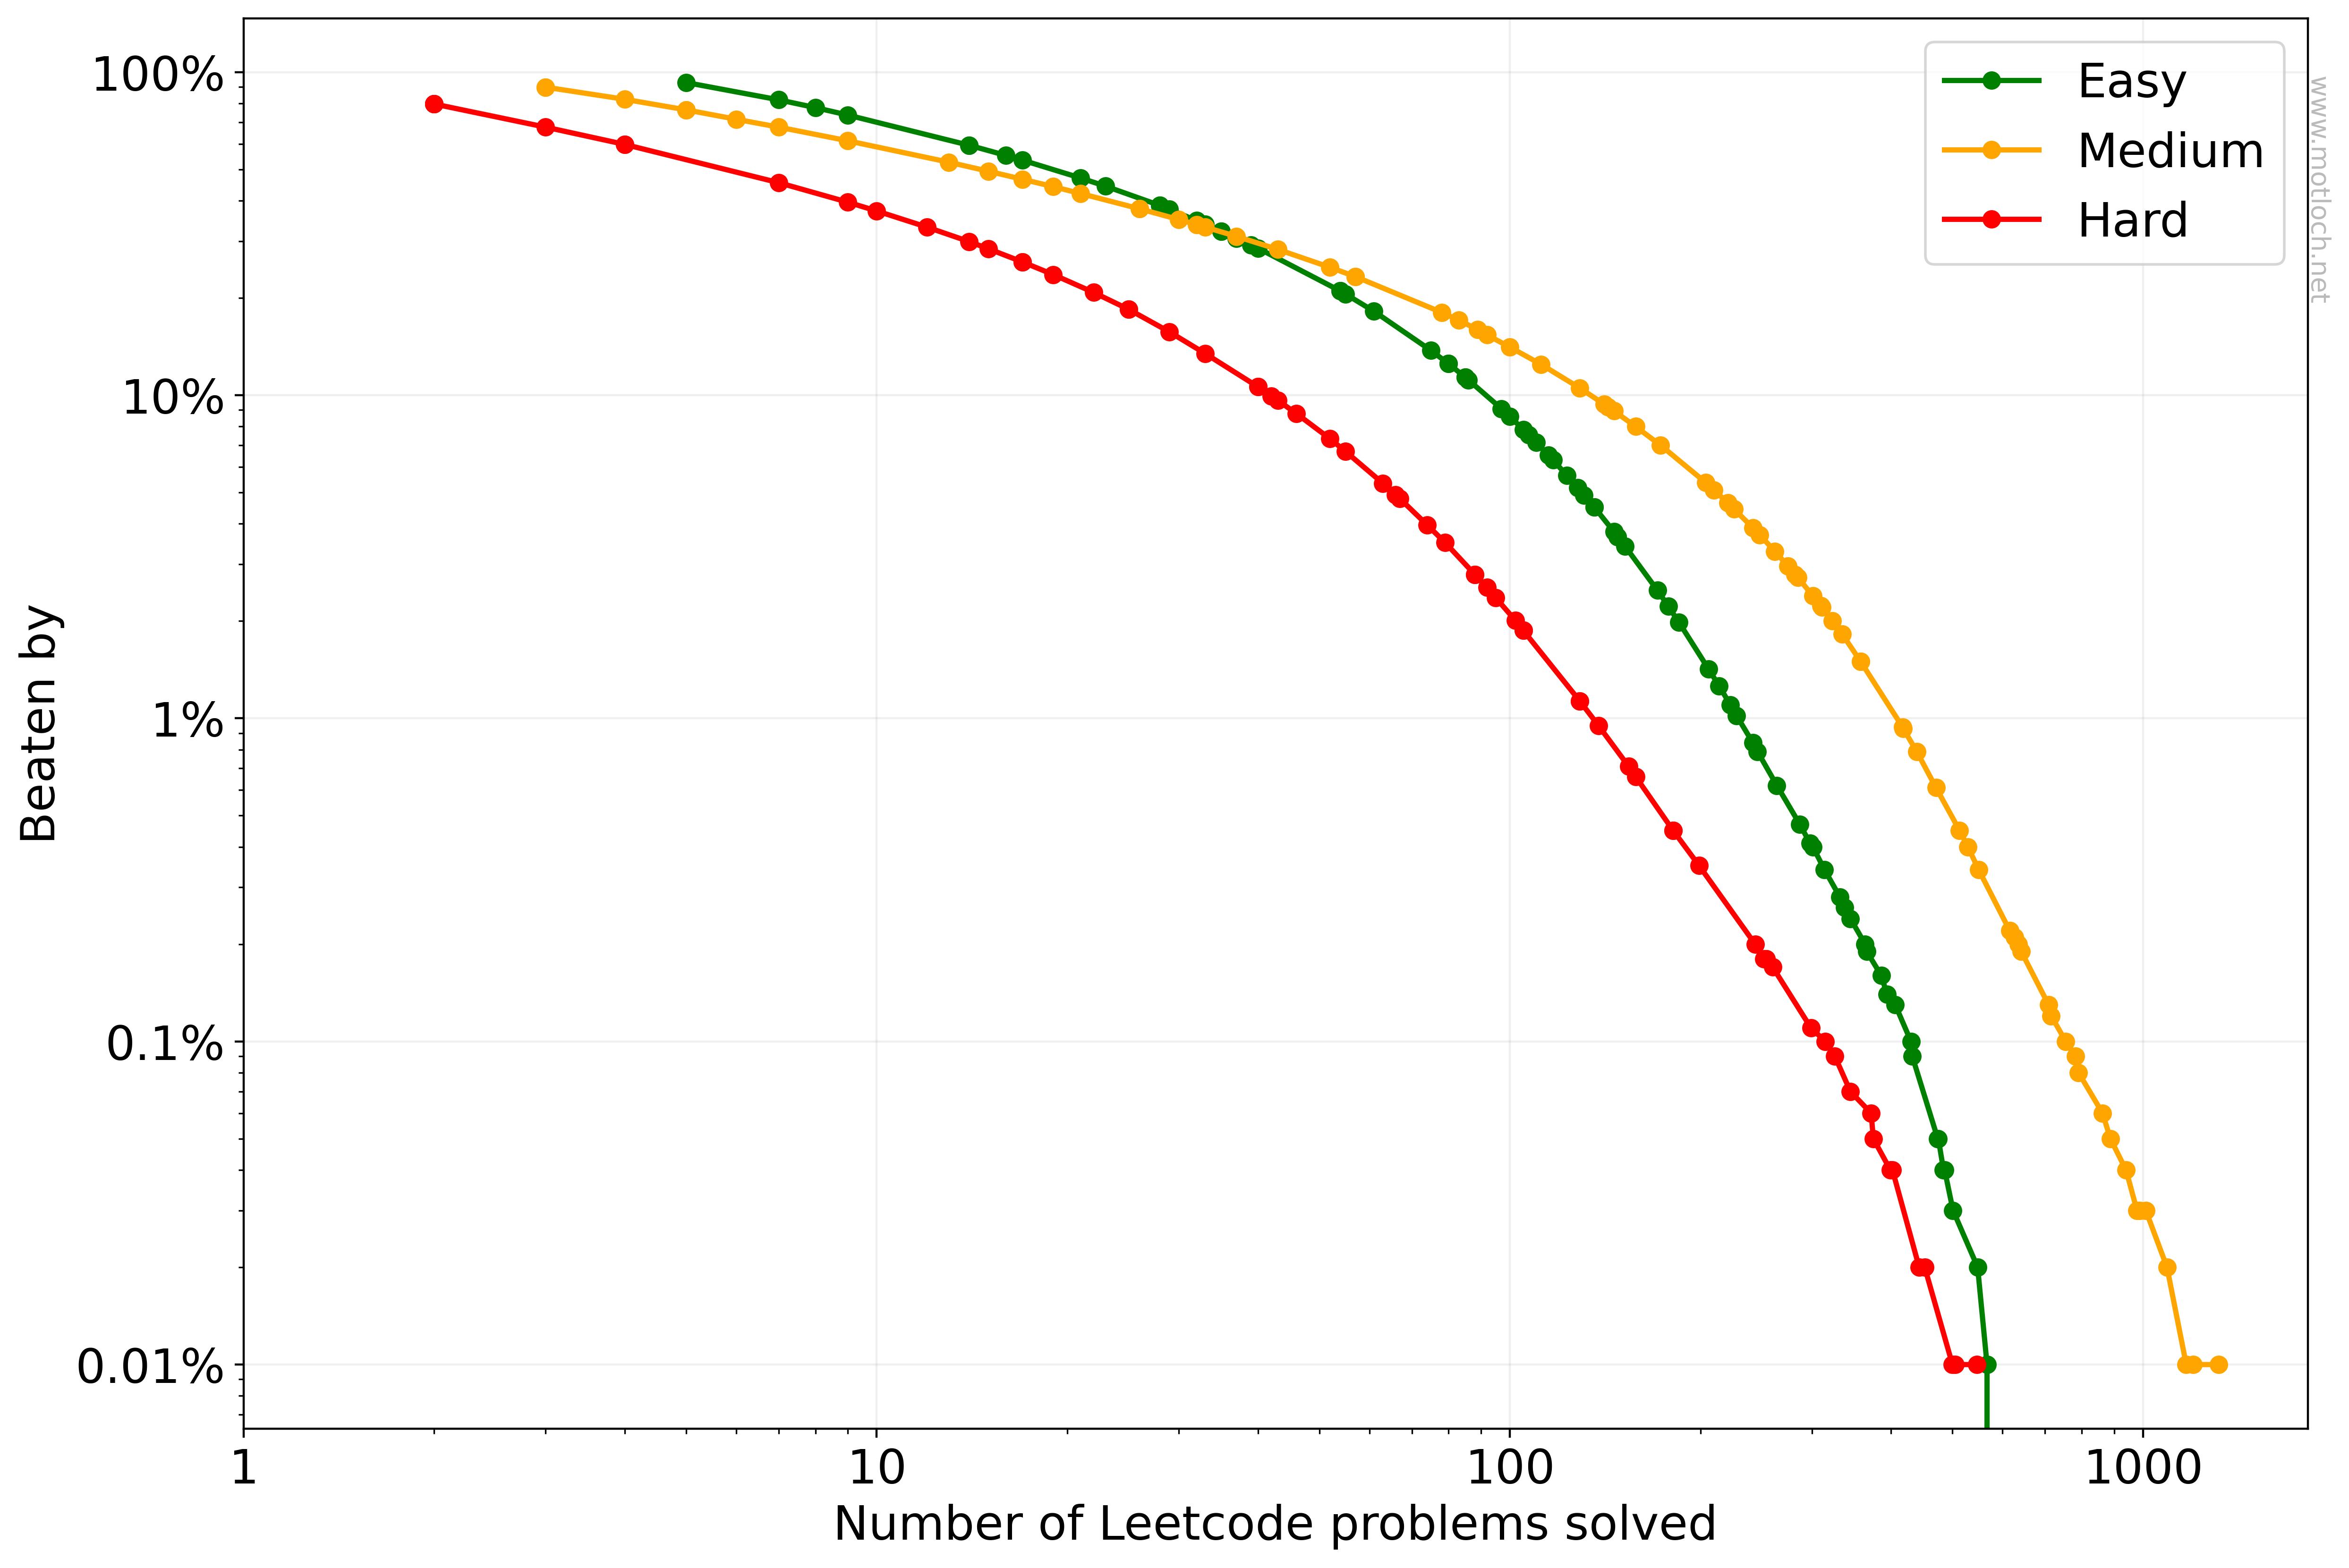 100%
10%
1%
0.1%
0.01%
Beaten by
1
10
100
1000
Number of Leetcode problems solved
Easy
Medium
Hard
www.motloch.net